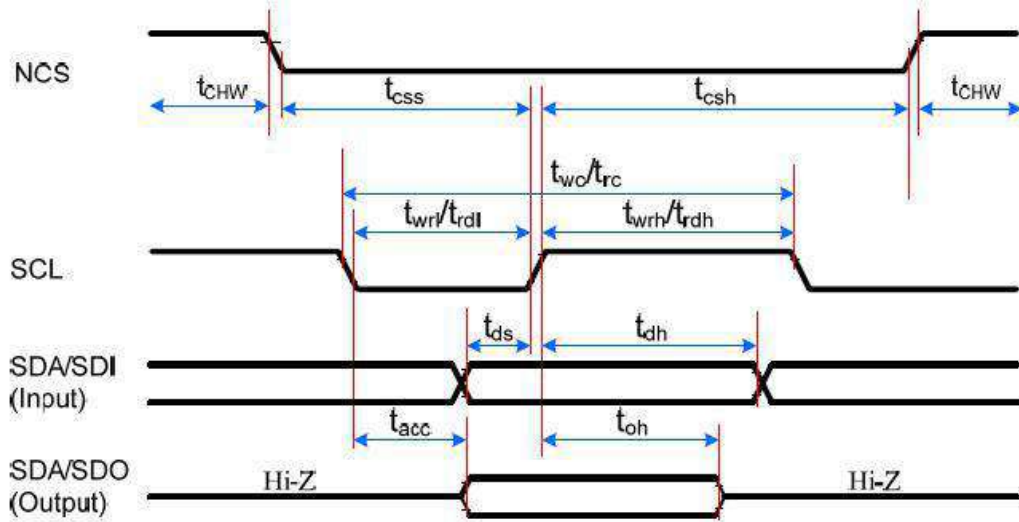 NCS
tCHW
tcss
tcsh
tCHW
twc/trc
twrl/trdl
twrh/trdh
SCL
tds
tdh
SDA/SDI
(Input)
tacc
toh
SDA/SDO
(Output)
Hi-Z
Hi-Z